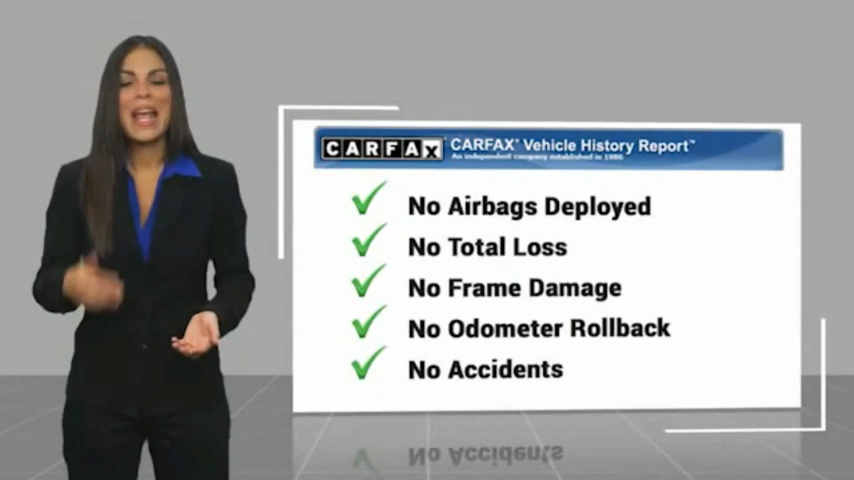 CARFAX CARFAX® Vehicle History Report™
An independent company established in 1986
No Airbags Deployed
No Total Loss
No Frame Damage
No Odometer Rollback
No Accidents
No Accidents